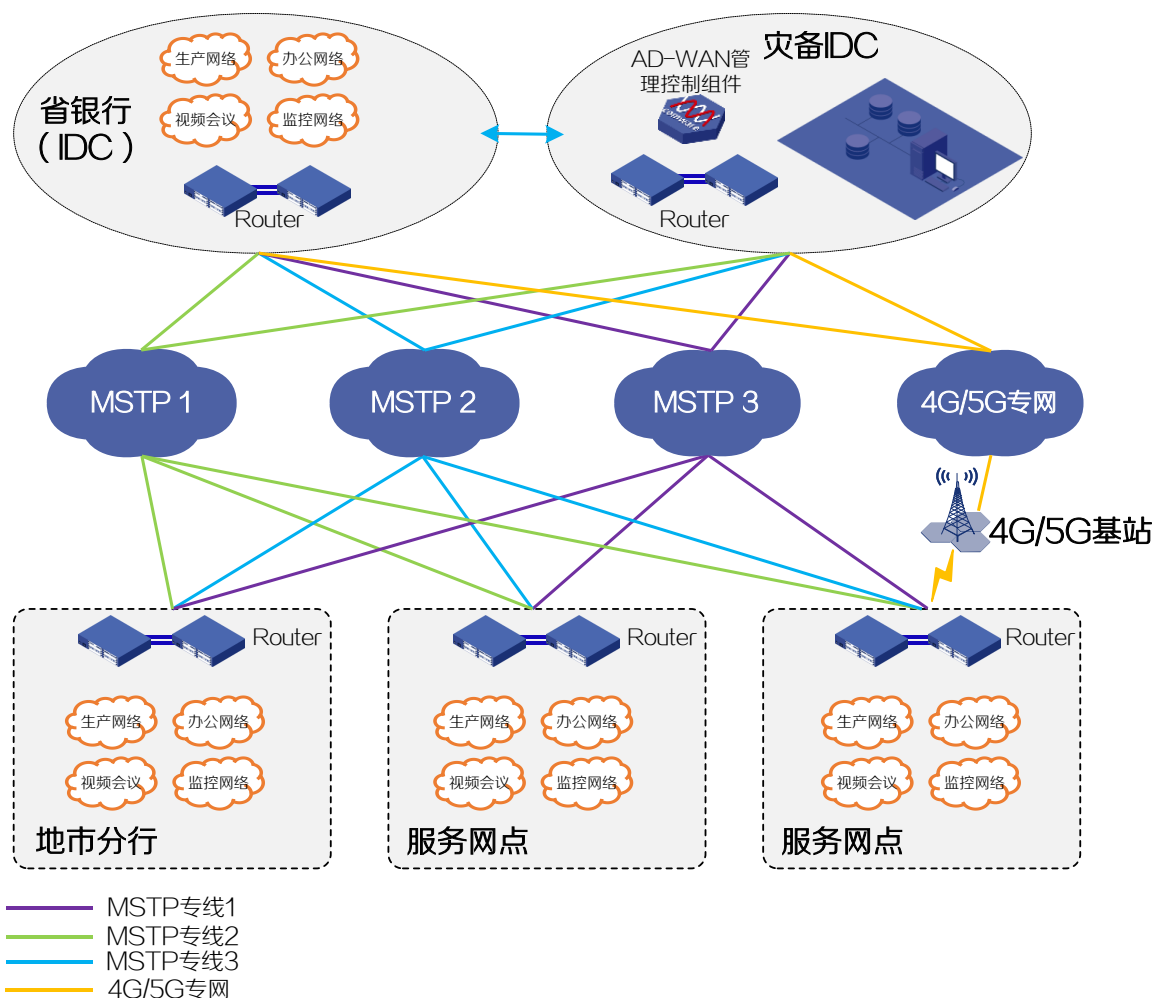 省银行
（IDC）
生产网络
办公网络
视频会议
监控网络
Router
灾备IDC
AD-WAN管
理控制组件
comware
Router
MSTP 1
MSTP 2
MSTP 3
4G/5G专网
4G/5G基站
Router
生产网络
办公网络
视频会议
监控网络
地市分行
Router
生产网络
办公网络
视频会议
监控网络
服务网点
Router
生产网络
办公网络
视频会议
监控网络
服务网点
MSTP专线1
MSTP专线2
MSTP专线3
4G/5G专网